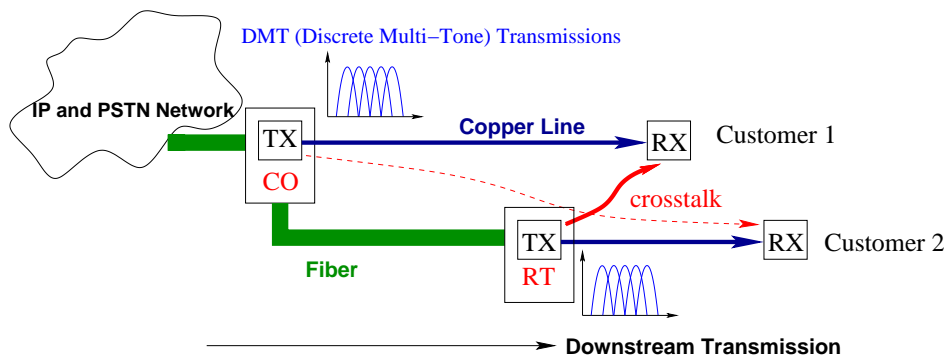 DMT (Discrete Multi−Tone) Transmissions
IP and PSTN Network
TX
Copper Line
RX
Customer 1
CO
crosstalk
TX
RX
Customer 2
Fiber
RT
Downstream Transmission